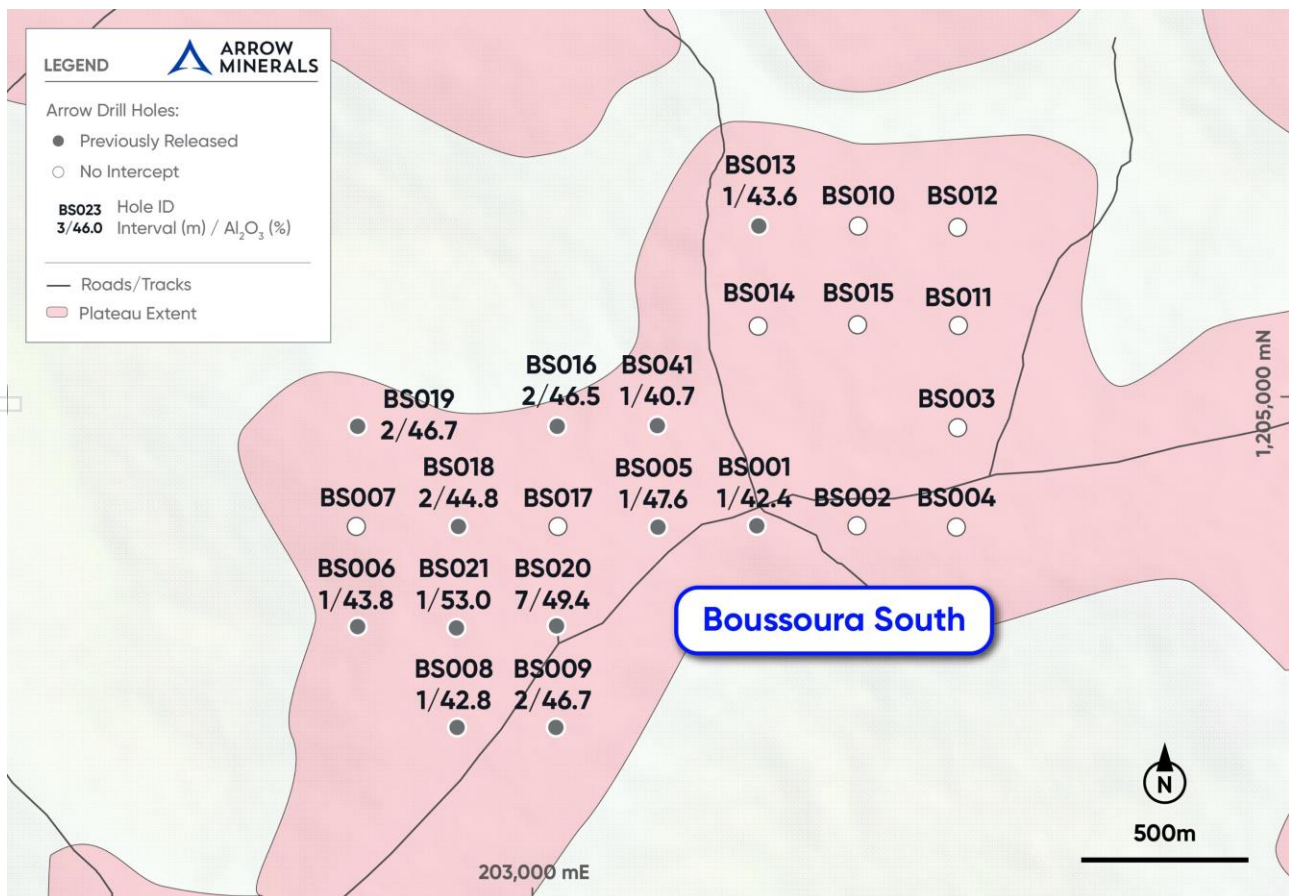 ARROW
MINERALS
LEGEND
Arrow Drill Holes:
Previously Released
No Intercept
BS023 Hole ID
3/46.0 Interval (m) / Al₂O₃ (%)
Roads/Tracks
Plateau Extent
BS013
1/43.6
BS010
BS012
BS014
BS015
BS011
BS016
2/46.5
BS041
1/40.7
BS019
2/46.7
BS003
1,205,000 mN
BS007
BS018
2/44.8
BS017
BS005
1/47.6
BS001
1/42.4
BS002
BS004
BS006
1/43.8
BS021
1/53.0
BS020
7/49.4
Boussoura South
BS008
1/42.8
BS009
2/46.7
N
500m
203,000 mE